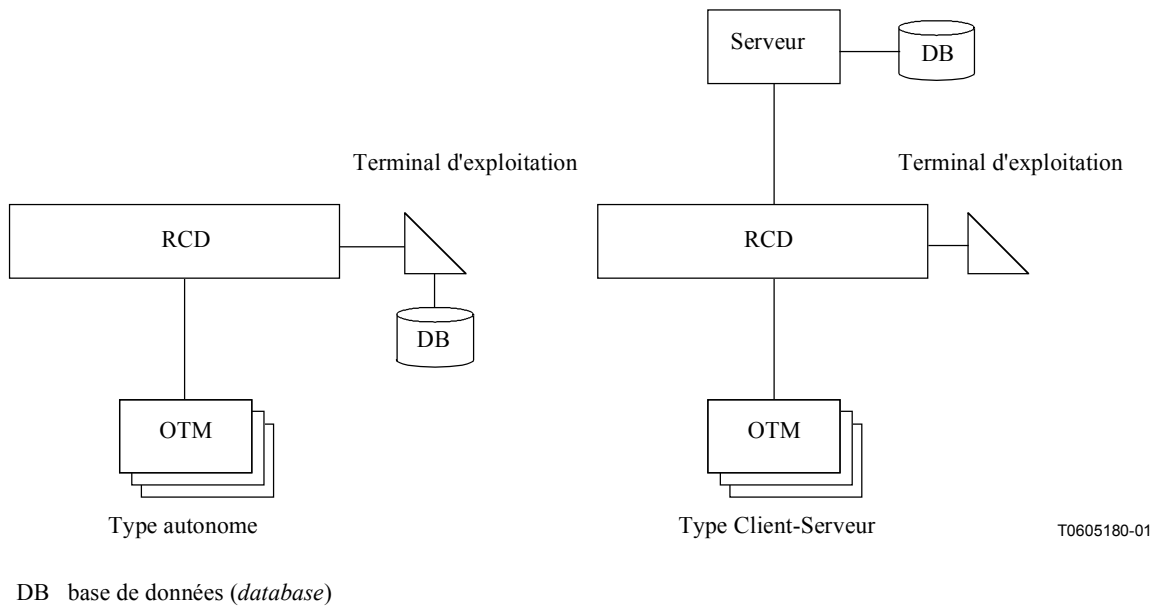 Serveur
DB
Terminal d'exploitation
Terminal d'exploitation
RCD
RCD
DB
OTM
OTM
Type autonome
Type Client-Serveur
T0605180-01
DB base de données (database)